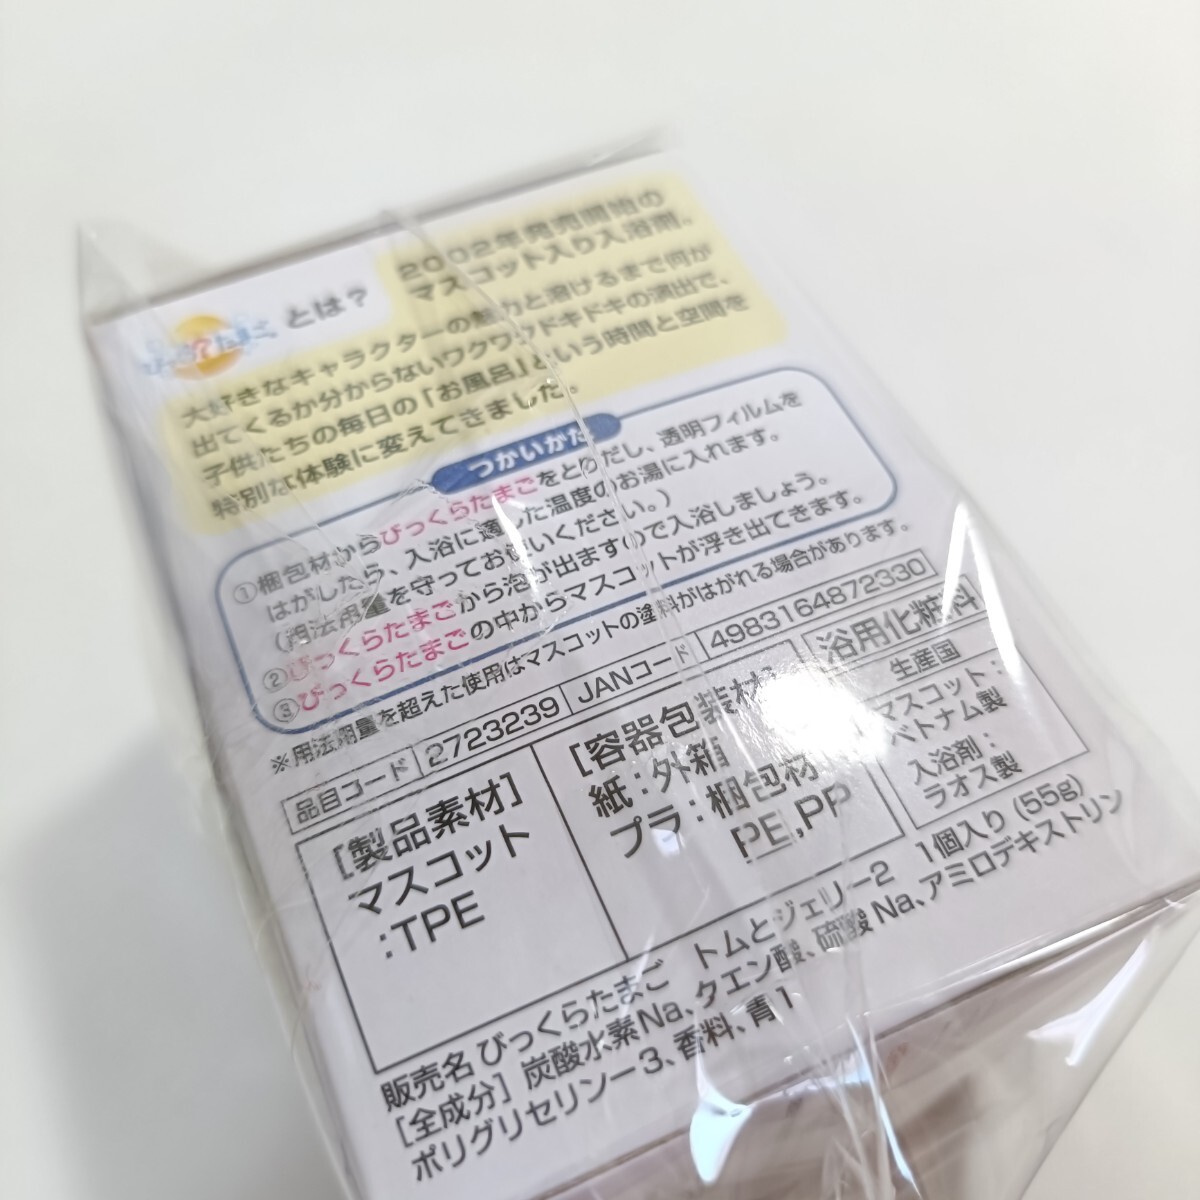 びっくら?たまご とは?
2002年発売開始の
マスコット入り入浴剤。
大好きなキャラクターの魅力と溶けるまで何が
出てくるか分からないワクワクドキドキの演出で、
子供たちの毎日の「お風呂」という時間と空間を
特別な体験に変えてきました。
つかいかた
①梱包材からびっくらたまごをとりだし、透明フィルムを
はがしたら、入浴に適した温度のお湯に入れます。
(用法用量を守ってお使いください。)
②びっくらたまごから泡が出ますので入浴しましょう。
③びっくらたまごの中からマスコットが浮き出てきます。
※用法用量を超えた使用はマスコットの塗料がはがれる場合があります。
品目コード 2723239 JANコード 4983164872330
[製品素材]
マスコット
:TPE
[容器包装材]
紙:外箱
プラ:梱包材
PE,PP
浴用化粧料
生産国
マスコット:
ベトナム製
入浴剤:
ラオス製
販売名 びっくらたまご トムとジェリー2 1個入り(55g)
[全成分] 炭酸水素Na、クエン酸、硫酸Na、アミロデキストリン
ポリグリセリン-3、香料、青1